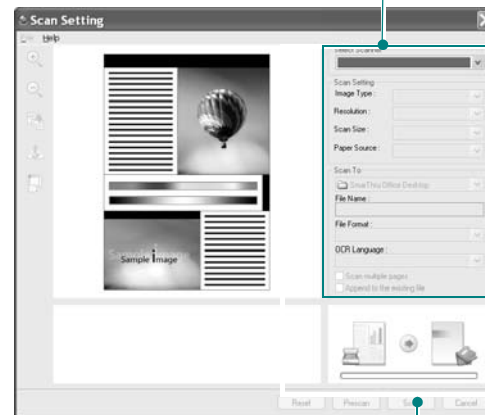 Scan Setting
Help
Select Scanner
Scan Setting
Image Type :
Resolution :
Scan Size :
Paper Source :
Scan To
SmarThru Office Desktop
File Name :
File Format :
OCR Language :
Scan multiple pages
Append to the existing file
Sample Image
Reset
Prescan
Cancel